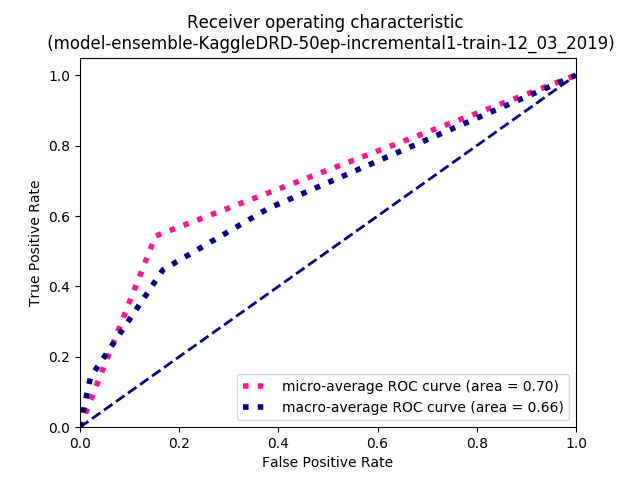 Receiver operating characteristic
(model-ensemble-KaggleDRD-50ep-incremental1-train-12_03_2019)
1.0
0.8
0.6
0.4
0.2
0.0
True Positive Rate
micro-average ROC curve (area = 0.70)
macro-average ROC curve (area = 0.66)
0.0 0.2 0.4 0.6 0.8 1.0
False Positive Rate